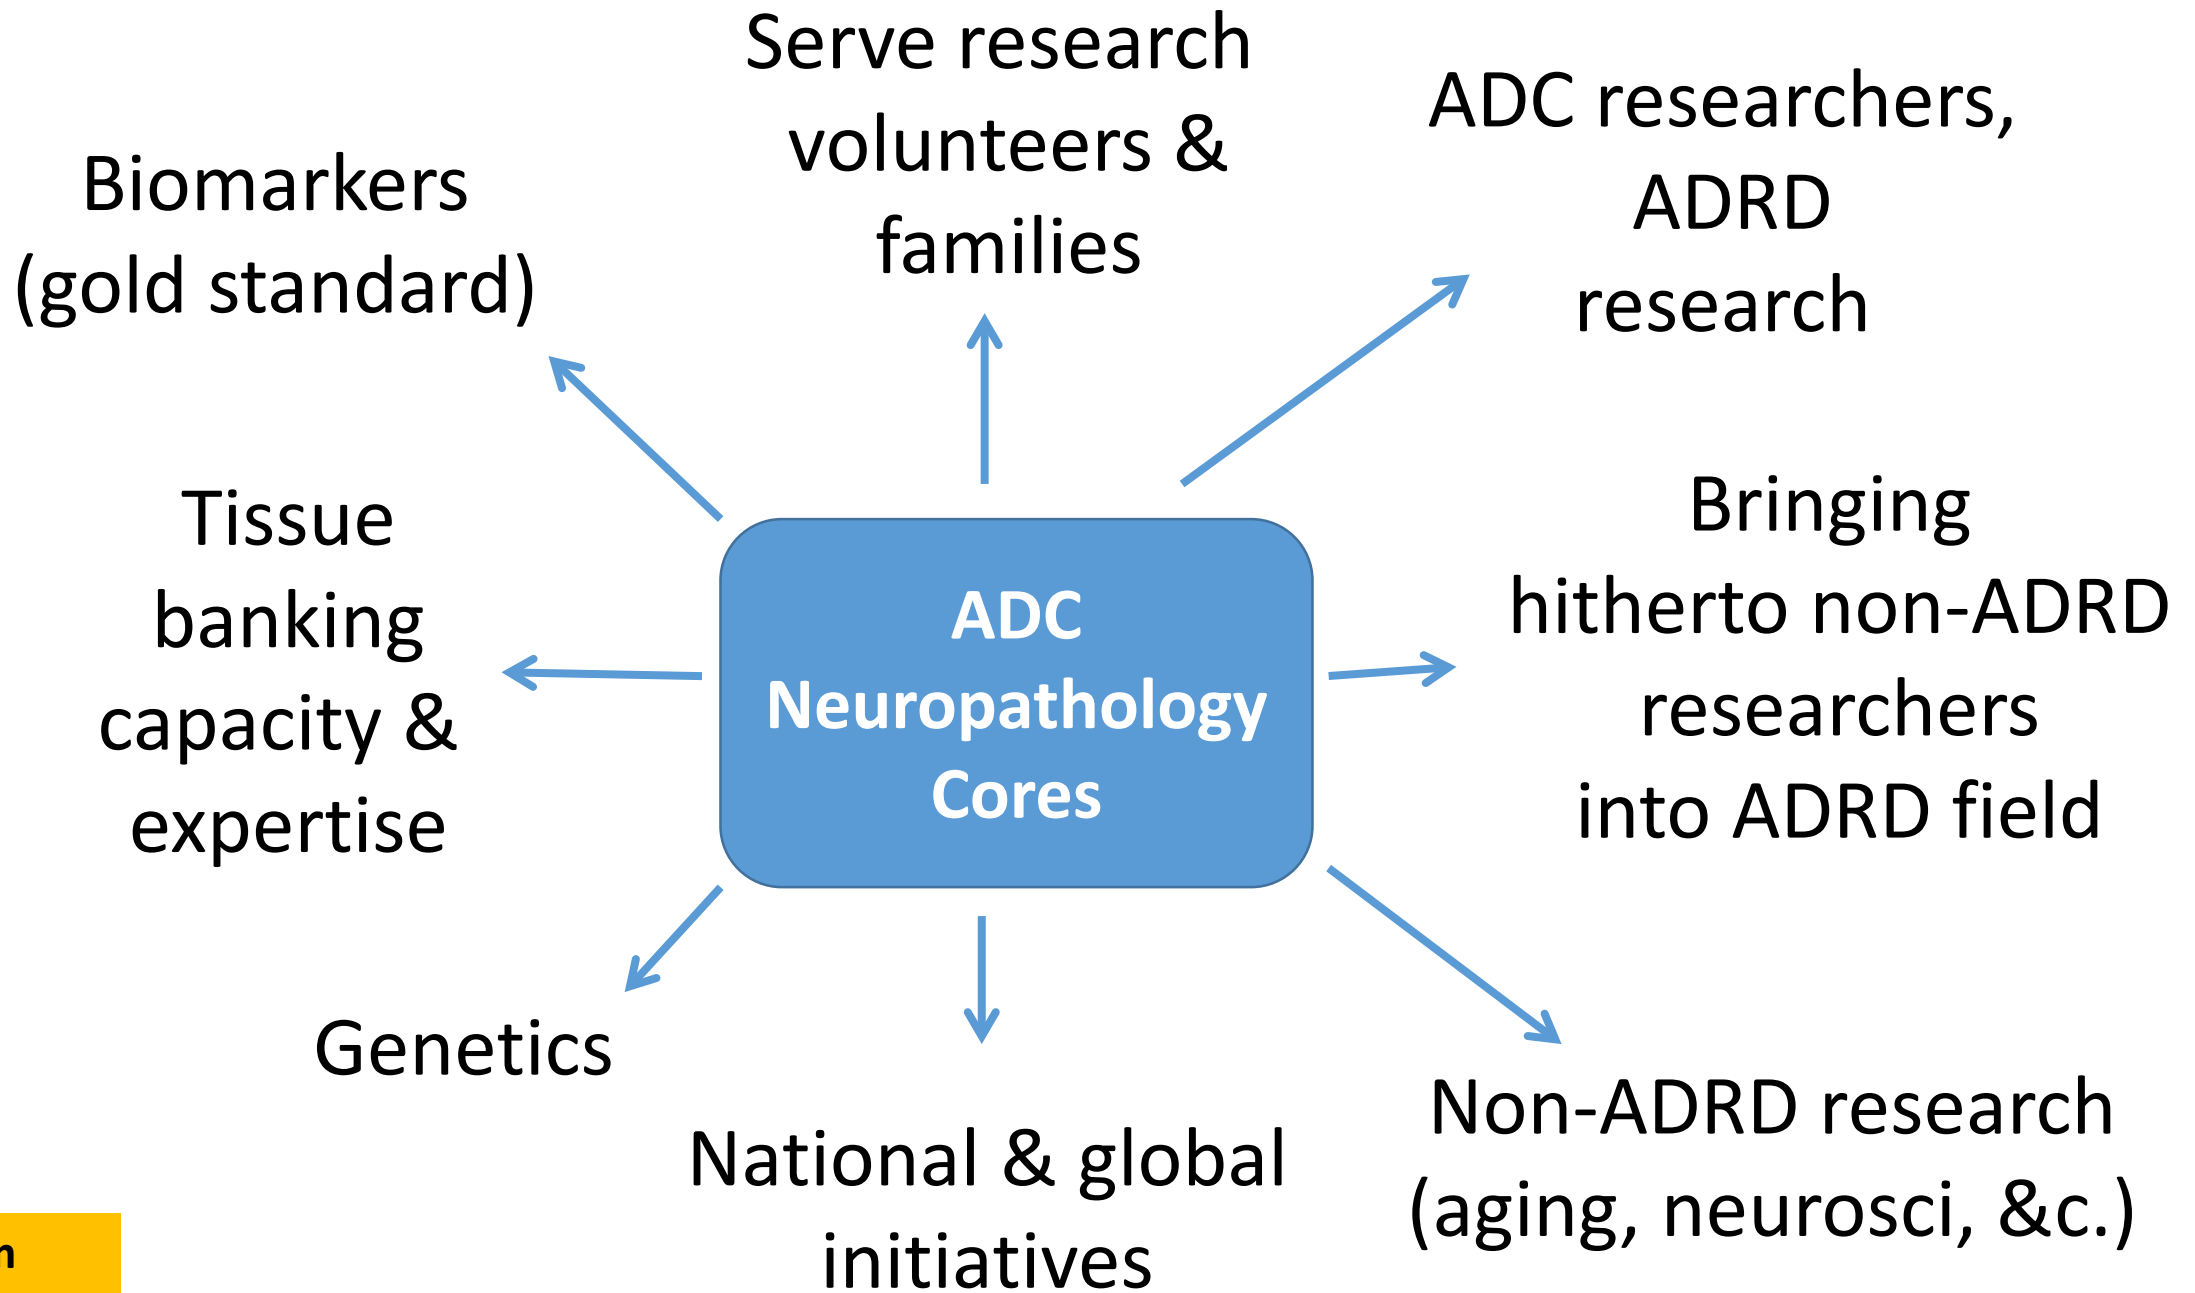 Serve research
volunteers &
families
ADC researchers,
ADRD
research
Biomarkers
(gold standard)
Tissue
banking
capacity &
expertise
ADC
Neuropathology
Cores
Bringing
hitherto non-ADRD
researchers
into ADRD field
Genetics
National & global
initiatives
Non-ADRD research
(aging, neurosci, &c.)